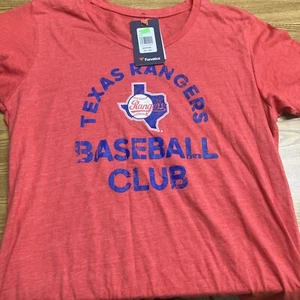 Fanatics
TEXAS RANGERS
Rangers
BASEBALL
CLUB